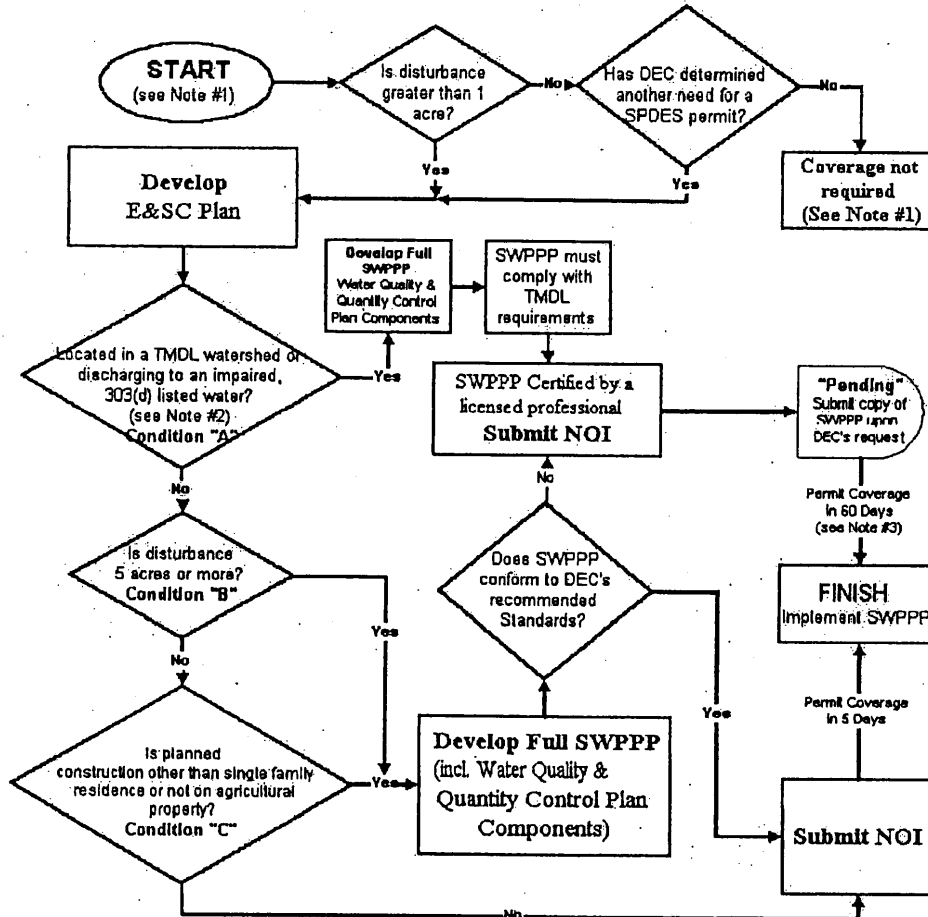 START
(see Note #1)
Is disturbance
greater than 1
acre?
No
Has DEC determined
another need for a
SPDES permit?
No
Yes
Yes
Coverage not
required
(See Note #1)
Develop
E&SC Plan
Develop Full
SWPPP
Water Quality &
Quantity Control
Plan Components
SWPPP must
comply with
TMDL
requirements
Located in a TMDL watershed or
discharging to an impaired,
303(d) listed water?
(see Note #2)
Condition "A"
Yes
SWPPP Certified by a
licensed professional
Submit NOI
"Pending"
Submit copy of
SWPPP upon
DEC's request
No
No
Permit Coverage
in 60 Days
(see Note #3)
Is disturbance
5 acres or more?
Condition "B"
Yes
Does SWPPP
conform to DEC's
recommended
Standards?
FINISH
Implement SWPPP
No
Yes
Permit Coverage
in 5 Days
Is planned
construction other than single family
residence or not on agricultural
property?
Condition "C"
Yes
Develop Full SWPPP
(incl. Water Quality &
Quantity Control Plan
Components)
Submit NOI
No